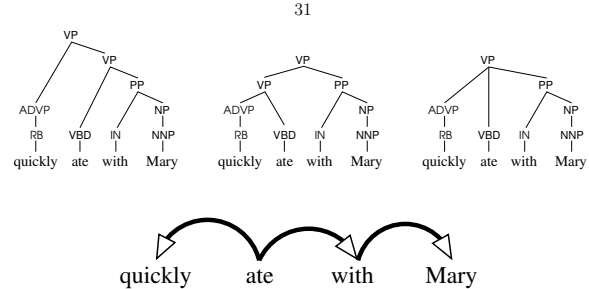 31
VP VP VP
VP VP PP PP
PP
ADVP NP ADVP NP ADVP NP
RB VBD IN NNP RB VBD IN NNP RB VBD IN NNP
quickly ate with Mary quickly ate with Mary quickly ate with Mary
quickly ate with Mary